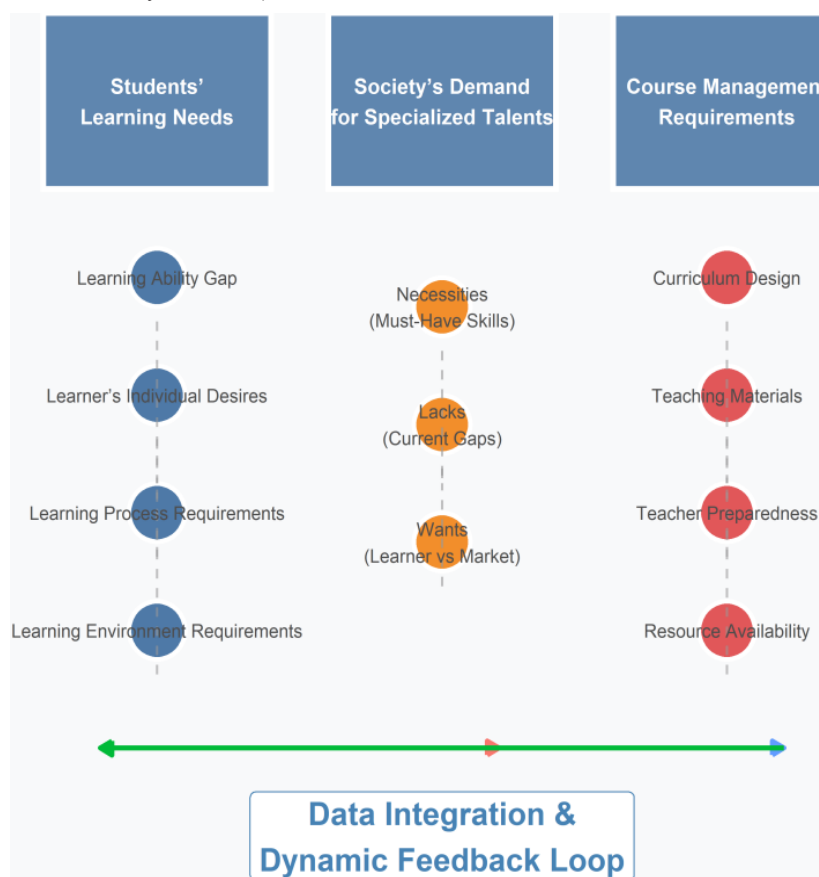 Students’
Learning Needs
Society’s Demand
for Specialized Talents
Course Managemen
Requirements
Learning Ability Gap
Learner’s Individual Desires
Learning Process Requirements
Learning Environment Requirements
Necessities
(Must-Have Skills)
Lacks
(Current Gaps)
Wants
(Learner vs Market)
Curriculum Design
Teaching Materials
Teacher Preparedness
Resource Availability
Data Integration &
Dynamic Feedback Loop